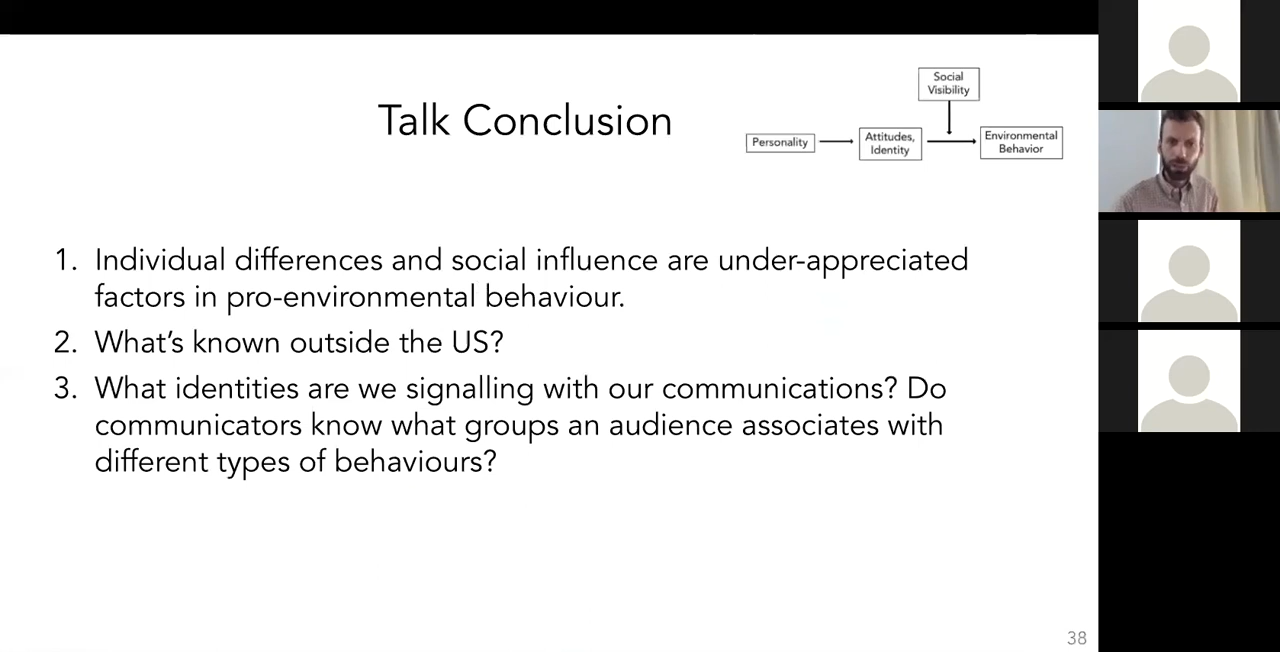 Talk Conclusion
Social
Visibility
Personality
Attitudes,
Identity
Environmental
Behavior
1. Individual differences and social influence are under-appreciated
factors in pro-environmental behaviour.
2. What’s known outside the US?
3. What identities are we signalling with our communications? Do
communicators know what groups an audience associates with
different types of behaviours?
38